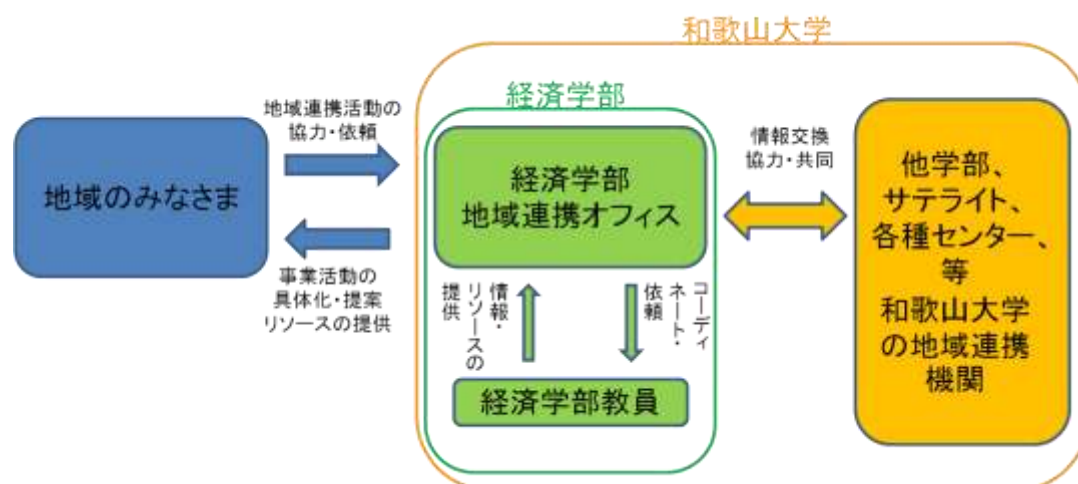 和歌山大学
経済学部
地域連携活動の
協力・依頼
地域のみなさま
事業活動の
具体化・提案
リソースの提供
経済学部
地域連携オフィス
情報・
リソースの
提供
コーディ
ネート・
依頼
経済学部教員
情報交換
協力・共同
他学部、
サテライト、
各種センター、
等
和歌山大学
の地域連携
機関